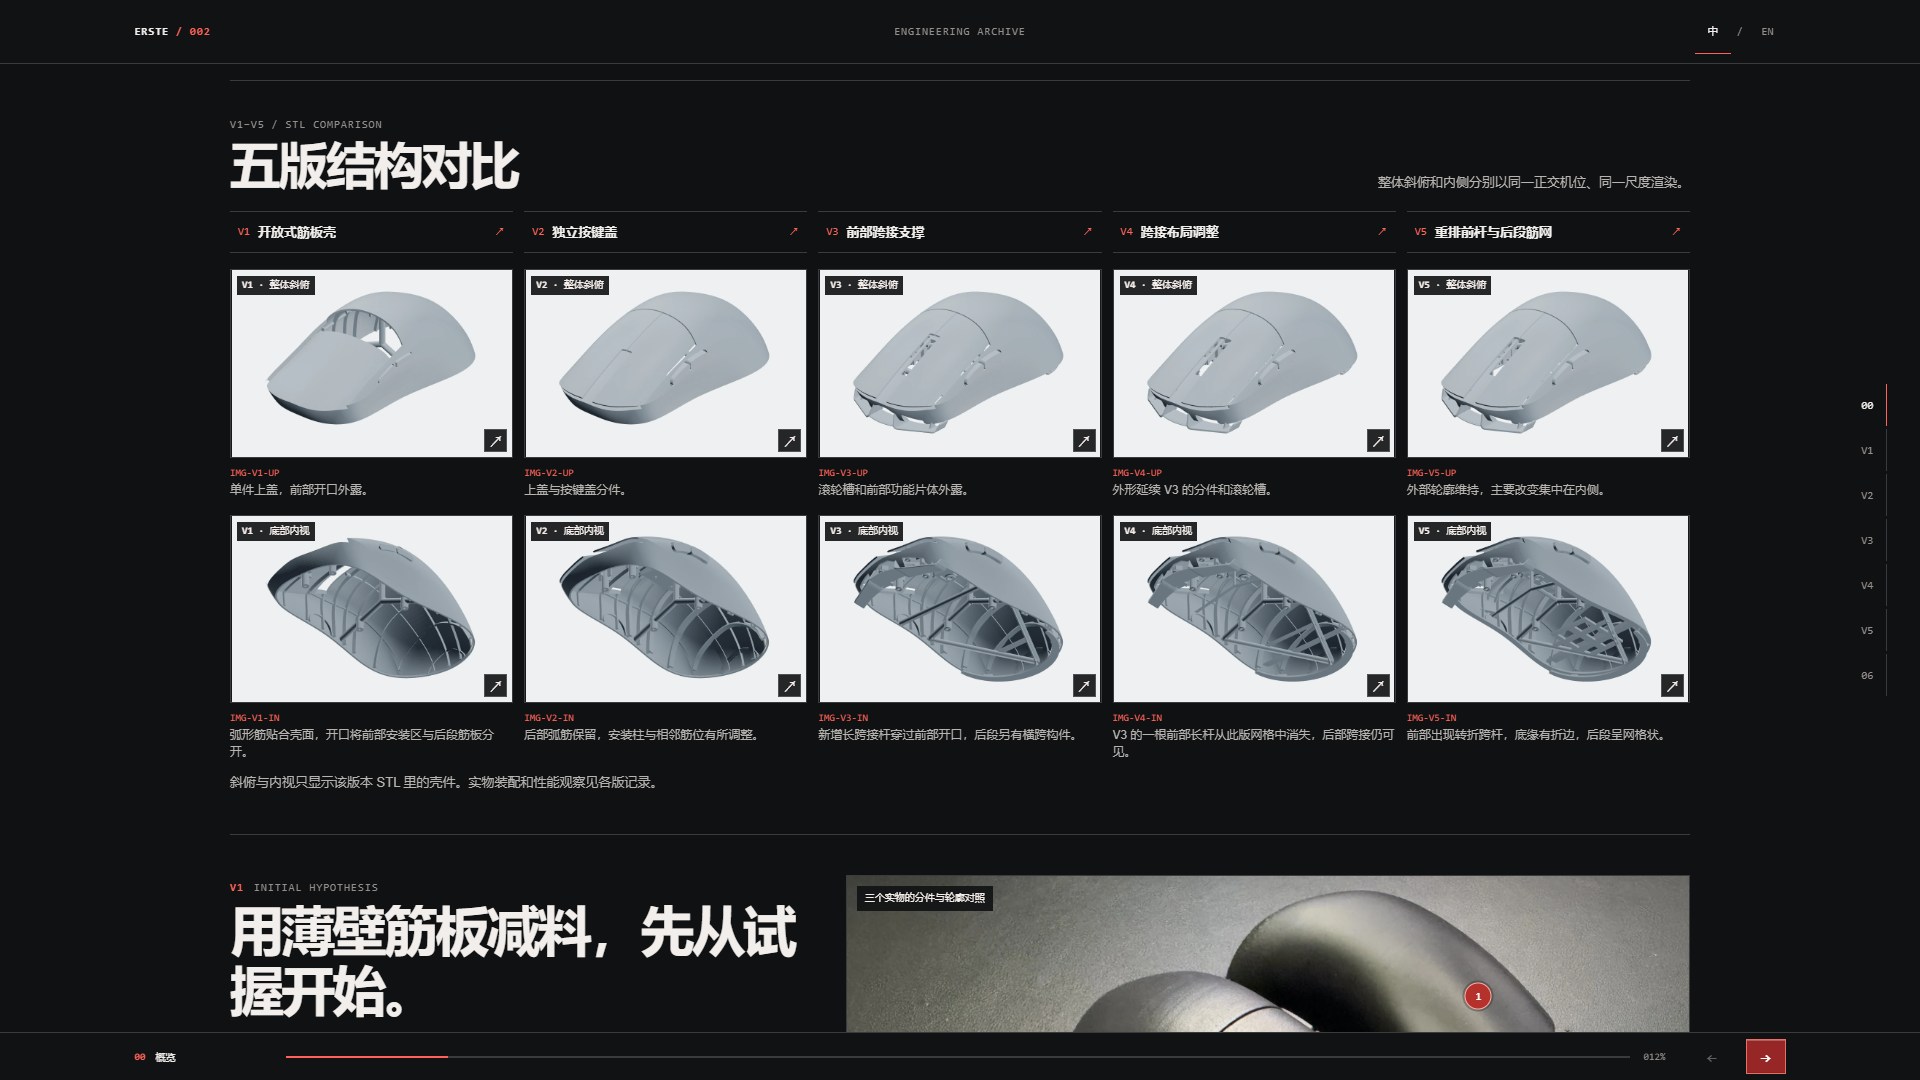 ERSTE / 002
ENGINEERING ARCHIVE
中 / EN
V1–V5 / STL COMPARISON
五版结构对比
整体斜俯和内侧分别以同一正交机位、同一尺度渲染。
V1 开放式筋板壳 ↗
V2 独立按键盖 ↗
V3 前部跨接支撑 ↗
V4 跨接布局调整 ↗
V5 重排前杆与后段筋网 ↗
V1 · 整体斜俯
V2 · 整体斜俯
V3 · 整体斜俯
V4 · 整体斜俯
V5 · 整体斜俯
IMG-V1-UP
单件上盖，前部开口外露。
IMG-V2-UP
上盖与按键盖分件。
IMG-V3-UP
滚轮槽和前部功能片体外露。
IMG-V4-UP
外形延续 V3 的分件和滚轮槽。
IMG-V5-UP
外部轮廓维持，主要改变集中在内侧。
V1 · 底部内视
V2 · 底部内视
V3 · 底部内视
V4 · 底部内视
V5 · 底部内视
IMG-V1-IN
弧形筋贴合壳面，开口将前部安装区与后段筋板分
开。
IMG-V2-IN
后部弧筋保留，安装柱与相邻筋位有所调整。
IMG-V3-IN
新增长跨接杆穿过前部开口，后段另有横跨构件。
IMG-V4-IN
V3 的一根前部长杆从此版网格中消失，后部跨接仍可
见。
IMG-V5-IN
前部出现转折跨杆，底缘有折边，后段呈网格状。
斜俯与内视只显示该版本 STL 里的壳件。实物装配和性能观察见各版记录。
V1 INITIAL HYPOTHESIS
用薄壁筋板减料，先从试
握开始。
三个实物的分件与轮廓对照
1
00
V1
V2
V3
V4
V5
06
00 概览
012%
← →